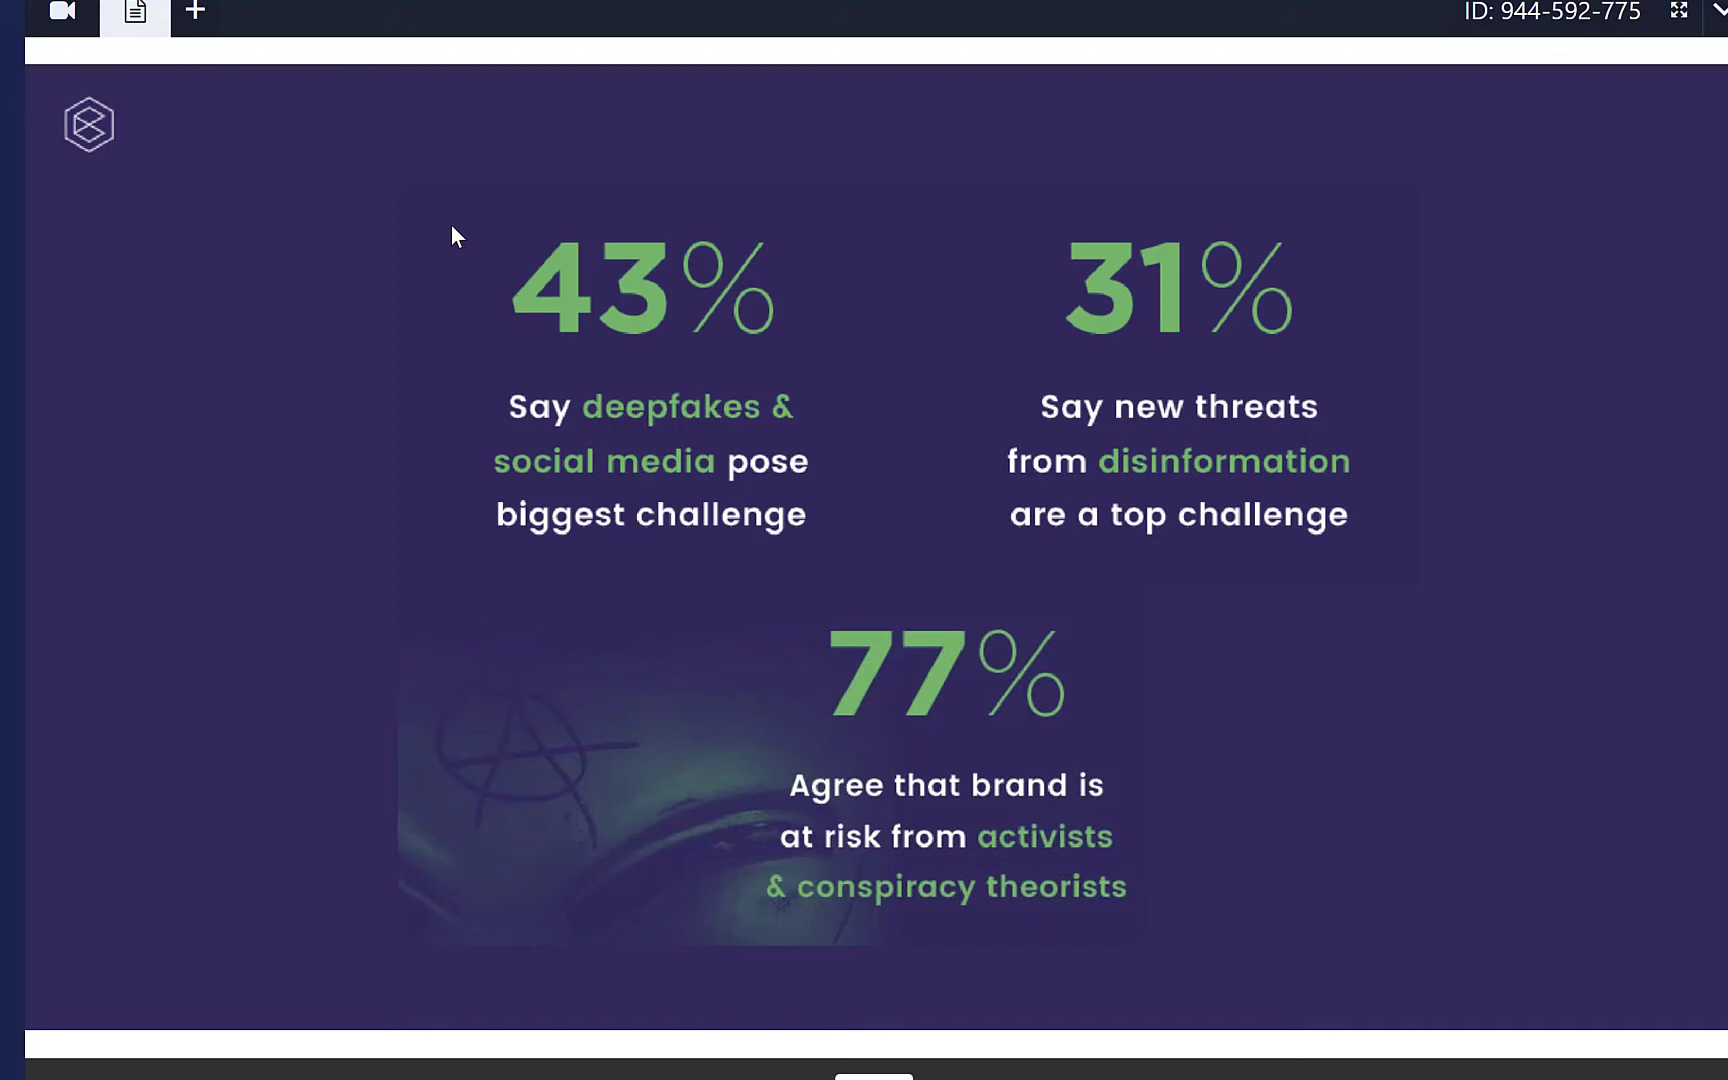 ID: 944-592-775
43%
Say deepfakes &
social media pose
biggest challenge
31%
Say new threats
from disinformation
are a top challenge
77%
Agree that brand is
at risk from activists
& conspiracy theorists